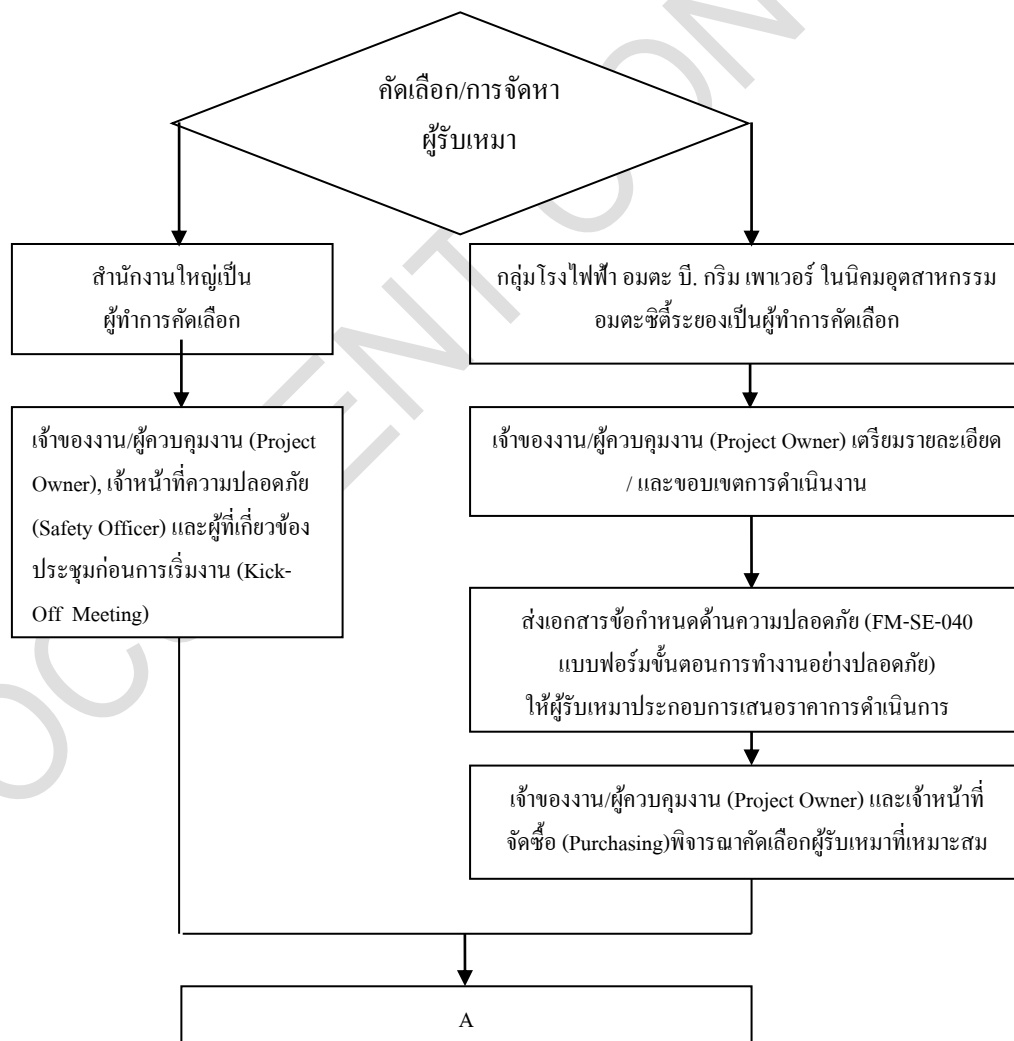 คัดเลือก/การจัดหา
ผู้รับเหมา
สำนักงานใหญ่เป็น
ผู้ทำการคัดเลือก
กลุ่มโรงไฟฟ้า อมตะ บี. กริม เพาเวอร์ ในนิคมอุตสาหกรรม
อมตะซิตี้ระยองเป็นผู้ทำการคัดเลือก
เจ้าของงาน/ผู้ควบคุมงาน (Project
Owner), เจ้าหน้าที่ความปลอดภัย
(Safety Officer) และผู้ที่เกี่ยวข้อง
ประชุมก่อนการเริ่มงาน (Kick-
Off Meeting)
เจ้าของงาน/ผู้ควบคุมงาน (Project Owner) เตรียมรายละเอียด
/ และขอบเขตการดำเนินงาน
ส่งเอกสารข้อกำหนดด้านความปลอดภัย (FM-SE-040
แบบฟอร์มขั้นตอนการทำงานอย่างปลอดภัย)
ให้ผู้รับเหมาประกอบการเสนอราคาการดำเนินการ
เจ้าของงาน/ผู้ควบคุมงาน (Project Owner) และเจ้าหน้าที่
จัดซื้อ (Purchasing)พิจารณาคัดเลือกผู้รับเหมาที่เหมาะสม
A
OCUMENT CON